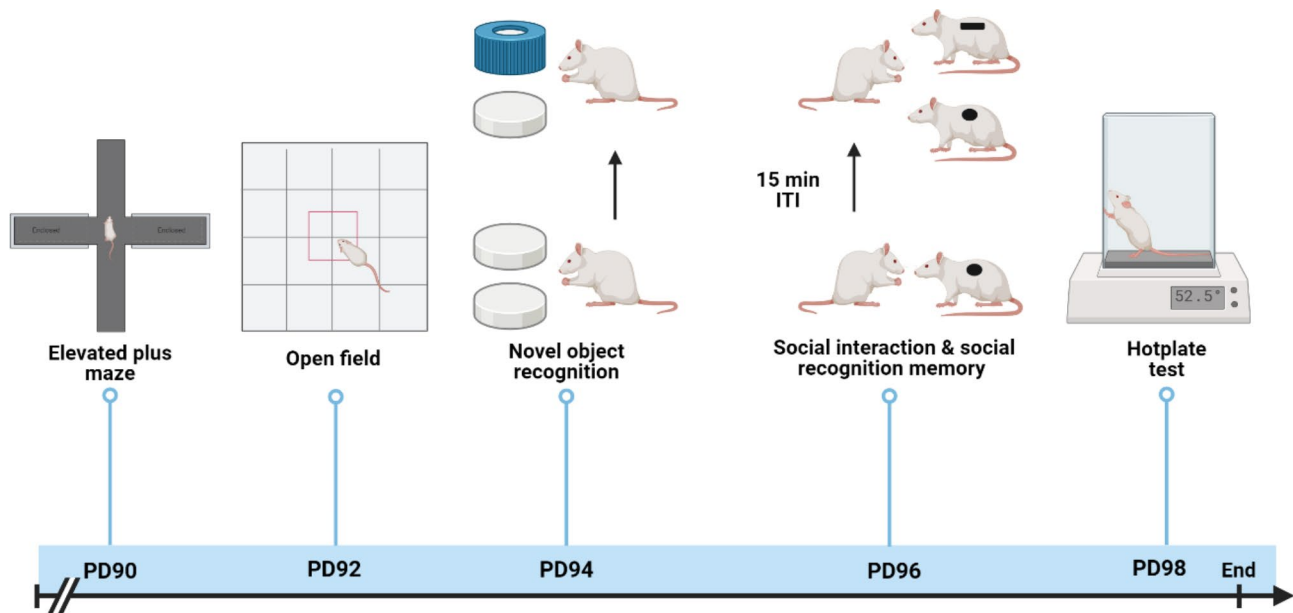 15 min
ITI
Enclosed
Enclosed
52.5°
Elevated plus
maze
Open field
Novel object
recognition
Social interaction & social
recognition memory
Hotplate
test
PD90
PD92
PD94
PD96
PD98
End